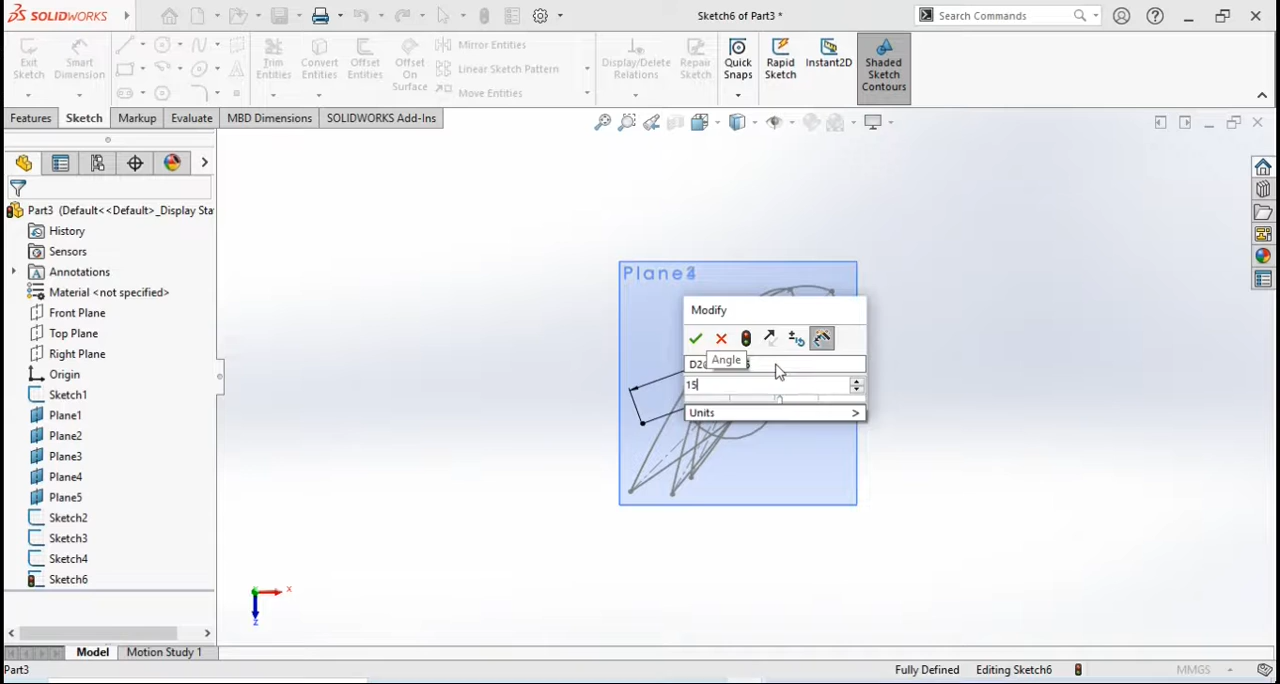 SOLIDWORKS
Sketch6 of Part3 *
Search Commands
Exit Sketch
Smart Dimension
Trim Entities
Convert Entities
Offset Entities
Offset On Surface
Mirror Entities
Linear Sketch Pattern
Move Entities
Display/Delete Relations
Repair Sketch
Quick Snaps
Rapid Sketch
Instant2D
Shaded Sketch Contours
Features
Sketch
Markup
Evaluate
MBD Dimensions
SOLIDWORKS Add-Ins
Part3 (Default<<Default>_Display Sta
History
Sensors
Annotations
Material <not specified>
Front Plane
Top Plane
Right Plane
Origin
Sketch1
Plane1
Plane2
Plane3
Plane4
Plane5
Sketch2
Sketch3
Sketch4
Sketch6
Modify
Angle
15
Units
x
z
Model
Motion Study 1
Part3
Fully Defined
Editing Sketch6
MMGS